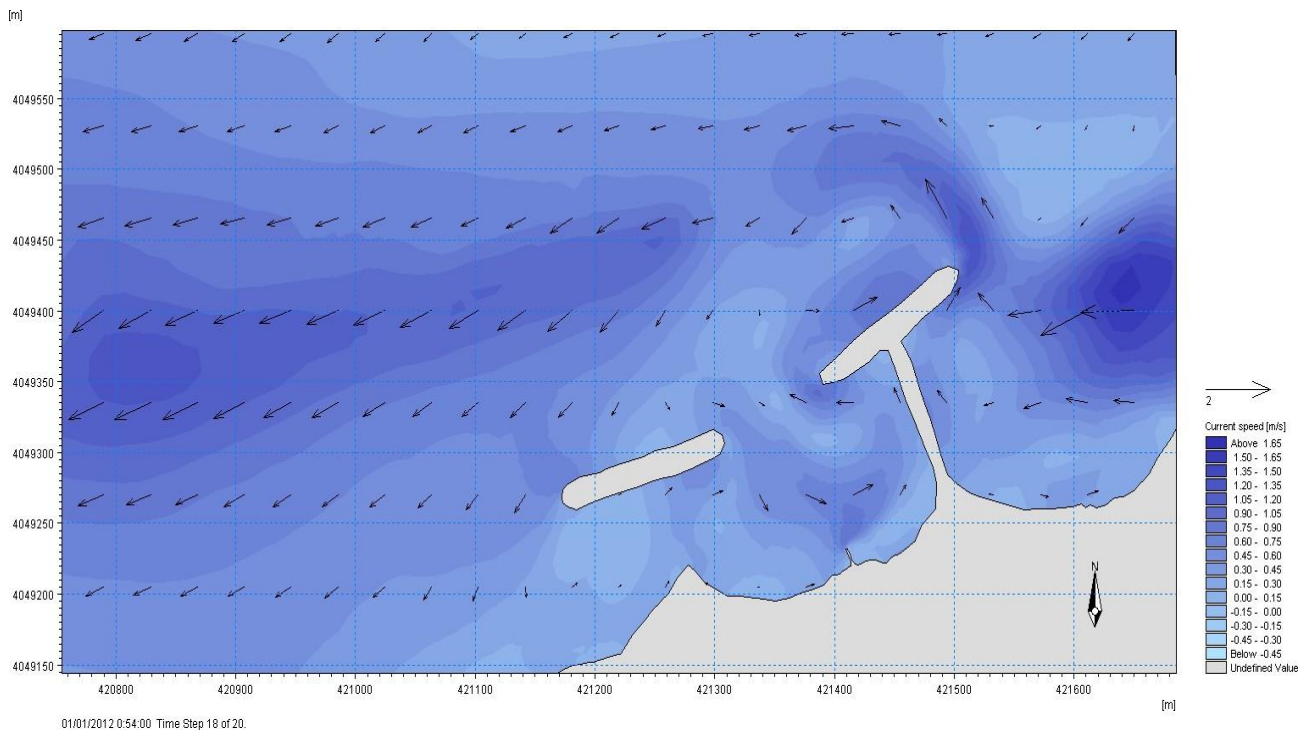 [m]
4049550
4049500
4049450
4049400
4049350
4049300
4049250
4049200
4049150
420800 420900 421000 421100 421200 421300 421400 421500 421600
[m]
N
2
Current speed [m/s]
Above 1.65
1.50 - 1.65
1.35 - 1.50
1.20 - 1.35
1.05 - 1.20
0.90 - 1.05
0.75 - 0.90
0.60 - 0.75
0.45 - 0.60
0.30 - 0.45
0.15 - 0.30
0.00 - 0.15
-0.15 - 0.00
-0.30 - -0.15
-0.45 - -0.30
Below -0.45
Undefined Value
01/01/2012 0:54:00 Time Step 18 of 20.